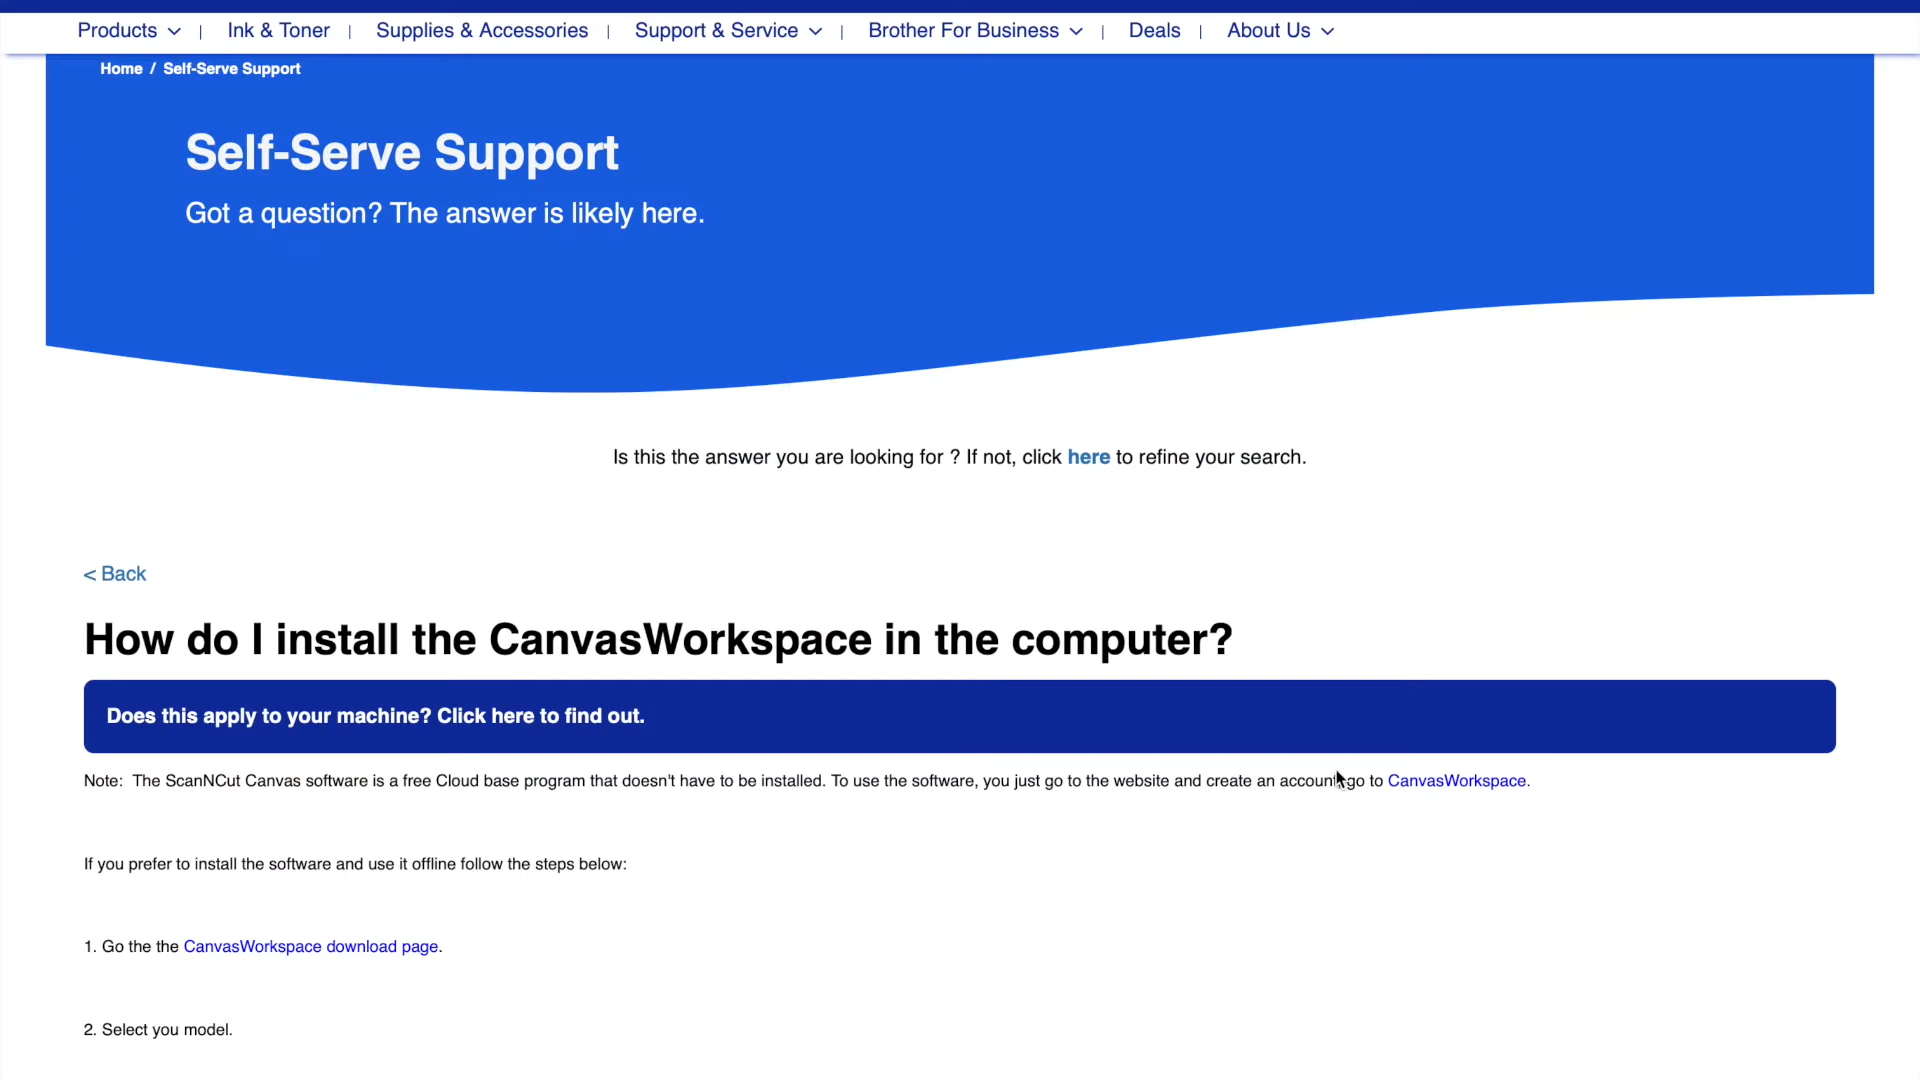 Products | Ink & Toner | Supplies & Accessories | Support & Service | Brother For Business | Deals | About Us
Home / Self-Serve Support
Self-Serve Support
Got a question? The answer is likely here.
Is this the answer you are looking for ? If not, click here to refine your search.
< Back
How do I install the CanvasWorkspace in the computer?
Does this apply to your machine? Click here to find out.
Note: The ScanNCut Canvas software is a free Cloud base program that doesn't have to be installed. To use the software, you just go to the website and create an account go to CanvasWorkspace.
If you prefer to install the software and use it offline follow the steps below:
1. Go the the CanvasWorkspace download page.
2. Select you model.